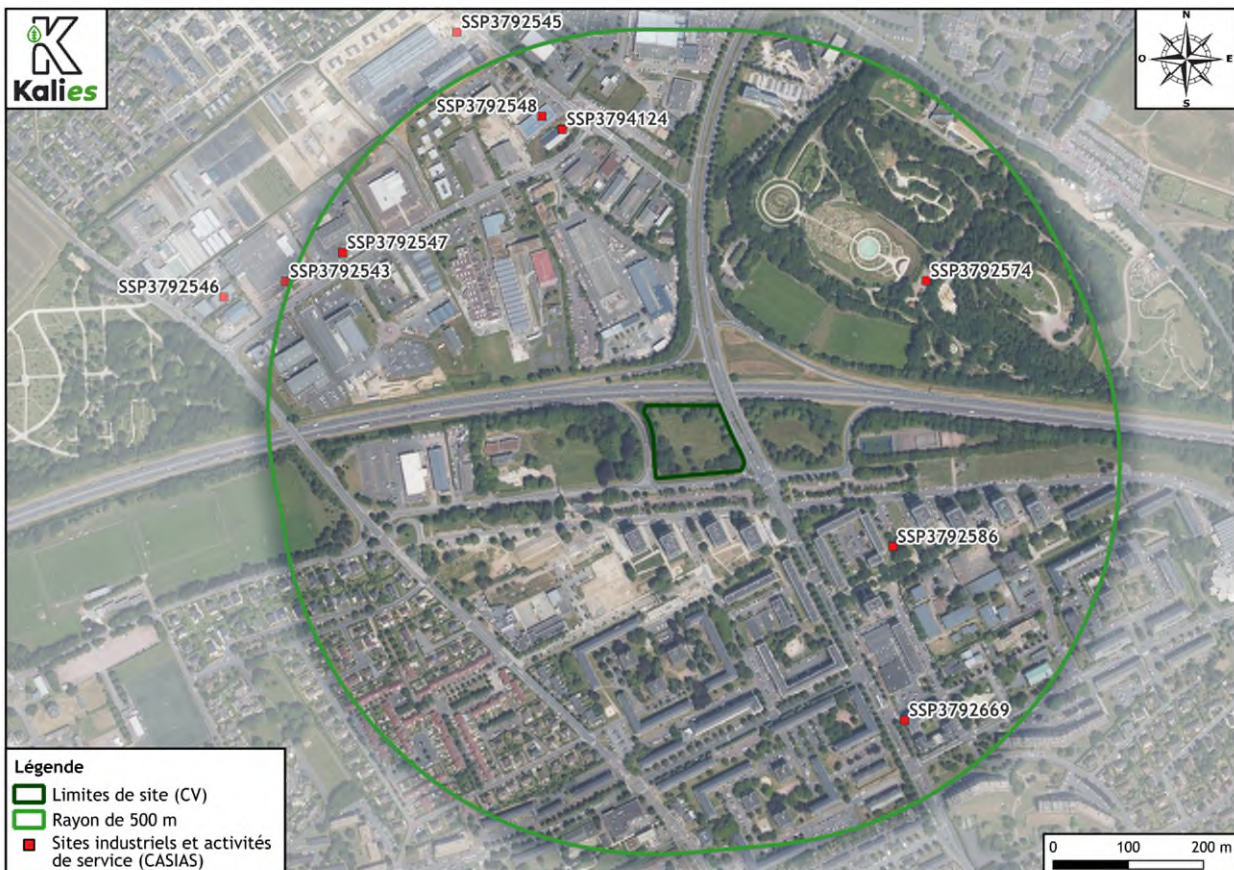 Kalies
N
O
E
S
SSP3792545
SSP3792548
SSP3794124
SSP3792547
SSP3792543
SSP3792546
SSP3792574
SSP3792586
SSP3792669
Légende
Limites de site (CV)
Rayon de 500 m
Sites industriels et activités
de service (CASIAS)
0 100 200 m